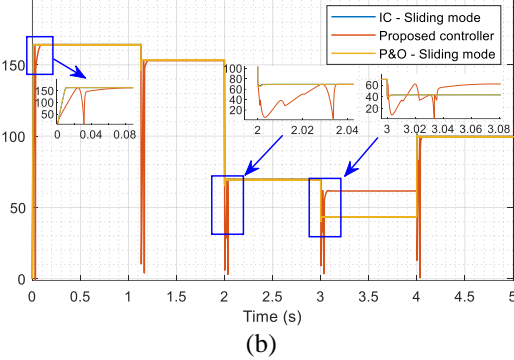 IC - Sliding mode
Proposed controller
P&O - Sliding mode
150
100
50
0
150
100
50
0 0.04 0.08
100
80
60
40
20
2 2.02 2.04
60
40
20
3 3.02 3.04 3.06 3.08
0 0.5 1 1.5 2 2.5 3 3.5 4 4.5 5
Time (s)
(b)